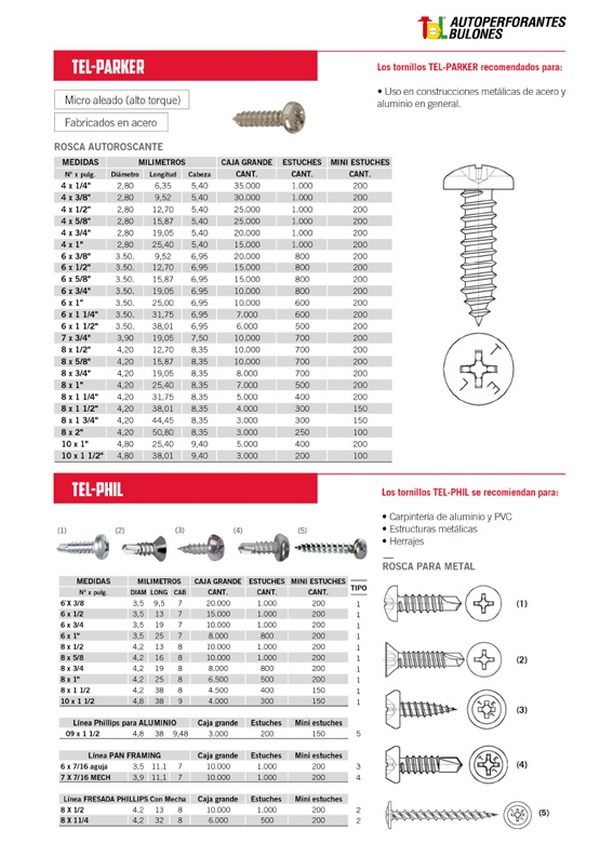 TEL AUTOPERFORANTES
BULONES
TEL-PARKER
Los tornillos TEL-PARKER recomendados para:
Micro aleado (alto torque)
• Uso en construcciones metálicas de acero y
aluminio en general.
Fabricados en acero
ROSCA AUTOROSCANTE
MEDIDAS MILIMETROS CAJA GRANDE ESTUCHES MINI ESTUCHES
N° x pulg. Diámetro Longitud Cabeza CANT. CANT. CANT.
4 x 1/4" 2,80 6,35 5,40 35.000 1.000 200
4 x 3/8" 2,80 9,52 5,40 30.000 1.000 200
4 x 1/2" 2,80 12,70 5,40 25.000 1.000 200
4 x 5/8" 2,80 15,87 5,40 25.000 1.000 200
4 x 3/4" 2,80 19,05 5,40 20.000 1.000 200
4 x 1" 2,80 25,40 5,40 15.000 1.000 200
6 x 3/8" 3.50. 9,52 6,95 20.000 800 200
6 x 1/2" 3.50. 12,70 6,95 15.000 800 200
6 x 5/8" 3.50. 15,87 6,95 15.000 800 200
6 x 3/4" 3.50. 19,05 6,95 10.000 800 200
6 x 1" 3.50. 25,00 6,95 10.000 600 200
6 x 1 1/4" 3.50. 31,75 6,95 7.000 600 200
6 x 1 1/2" 3.50. 38,01 6,95 6.000 500 200
7 x 3/4" 3,90 19,05 7,50 10.000 700 200
8 x 1/2" 4,20 12,70 8,35 10.000 700 200
8 x 5/8" 4,20 15,87 8,35 10.000 700 200
8 x 3/4" 4,20 19,05 8,35 8.000 700 200
8 x 1" 4,20 25,40 8,35 7.000 500 200
8 x 1 1/4" 4,20 31,75 8,35 5.000 400 200
8 x 1 1/2" 4,20 38,01 8,35 4.000 300 150
8 x 1 3/4" 4,20 44,45 8,35 3.000 300 150
8 x 2" 4,20 50,80 8,35 3.000 250 100
10 x 1" 4,80 25,40 9,40 5.000 400 200
10 x 1 1/2" 4,80 38,01 9,40 3.000 200 100
T
E
L
TEL-PHIL
Los tornillos TEL-PHIL se recomiendan para:
• Carpintería de aluminio y PVC
• Estructuras metálicas
• Herrajes
(1) (2) (3) (4) (5)
ROSCA PARA METAL
MEDIDAS MILIMETROS CAJA GRANDE ESTUCHES MINI ESTUCHES TIPO
N° x pulg. DIAM LONG CAB CANT. CANT. CANT.
6 X 3/8 3,5 9,5 7 20.000 1.000 200 1
6 x 1/2 3,5 13 7 15.000 1.000 200 1
6 x 3/4 3,5 19 7 10.000 1.000 200 1
6 x 1" 3,5 25 7 8.000 800 200 1
8 x 1/2 4,2 13 8 10.000 1.000 200 1
8 x 5/8 4,2 16 8 10.000 1.000 200 1
8 x 3/4 4,2 19 8 8.000 800 200 1
8 x 1" 4,2 25 8 6.500 500 200 1
8 x 1 1/2 4,2 38 8 4.500 400 150 1
10 x 1 1/2 4,8 38 9 4.000 300 150 1
Línea Phillips para ALUMINIO Caja grande Estuches Mini estuches
09 x 1 1/2 4,8 38 9,48 3.000 200 150 5
Línea PAN FRAMING Caja grande Estuches Mini estuches
6 x 7/16 aguja 3,5 11,1 7 10.000 1.000 200 3
7 X 7/16 MECH 3,9 11,1 7 10.000 1.000 200 4
Línea FRESADA PHILLIPS Con Mecha Caja grande Estuches Mini estuches
8 X 1/2 4.2 13 8 10.000 1.000 200 2
8 X 11/4 4,2 32 8 6.000 500 200 2
(1)
(2)
(3)
(4)
(5)